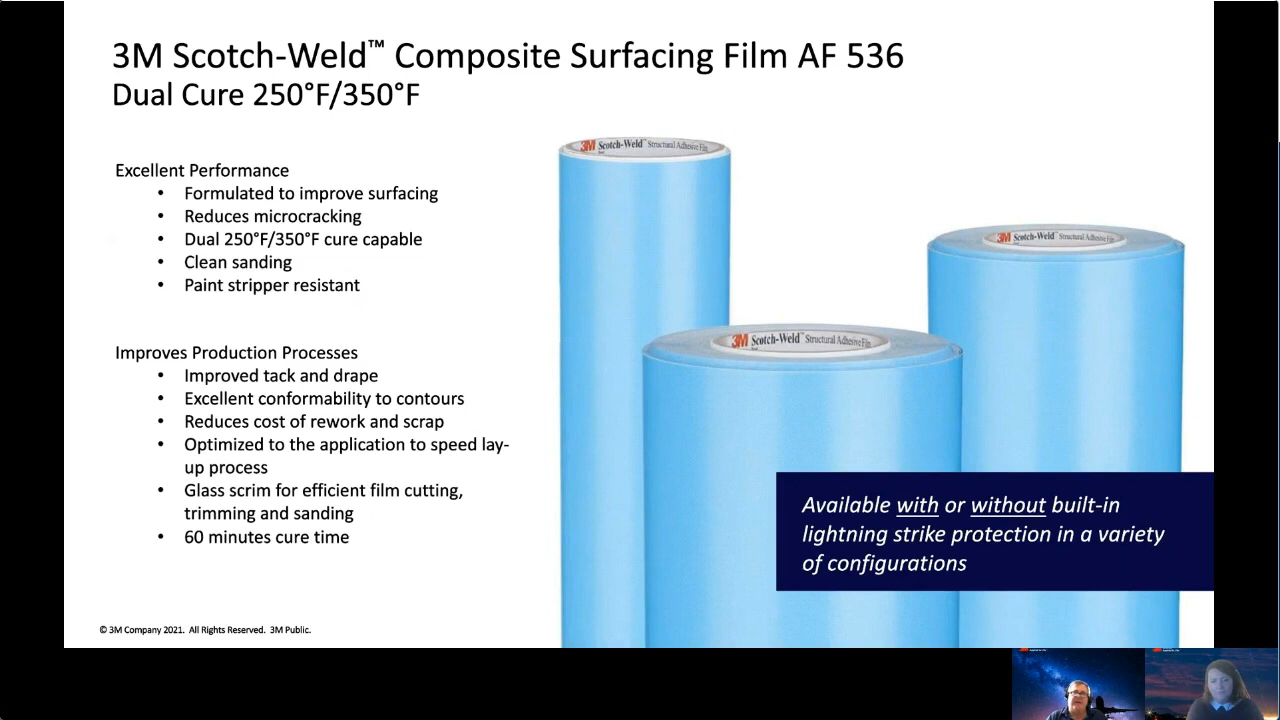 3M Scotch-Weld™ Composite Surfacing Film AF 536
Dual Cure 250°F/350°F
Excellent Performance
• Formulated to improve surfacing
• Reduces microcracking
• Dual 250°F/350°F cure capable
• Clean sanding
• Paint stripper resistant
Improves Production Processes
• Improved tack and drape
• Excellent conformability to contours
• Reduces cost of rework and scrap
• Optimized to the application to speed lay-
up process
• Glass scrim for efficient film cutting,
trimming and sanding
• 60 minutes cure time
3M Scotch-Weld™ Structural Adhesive Film
3M Scotch-Weld™ Structural Adhesive Film
3M Scotch-Weld™ Structural Adhesive Film
Available with or without built-in
lightning strike protection in a variety
of configurations
© 3M Company 2021. All Rights Reserved. 3M Public.
3M
3M